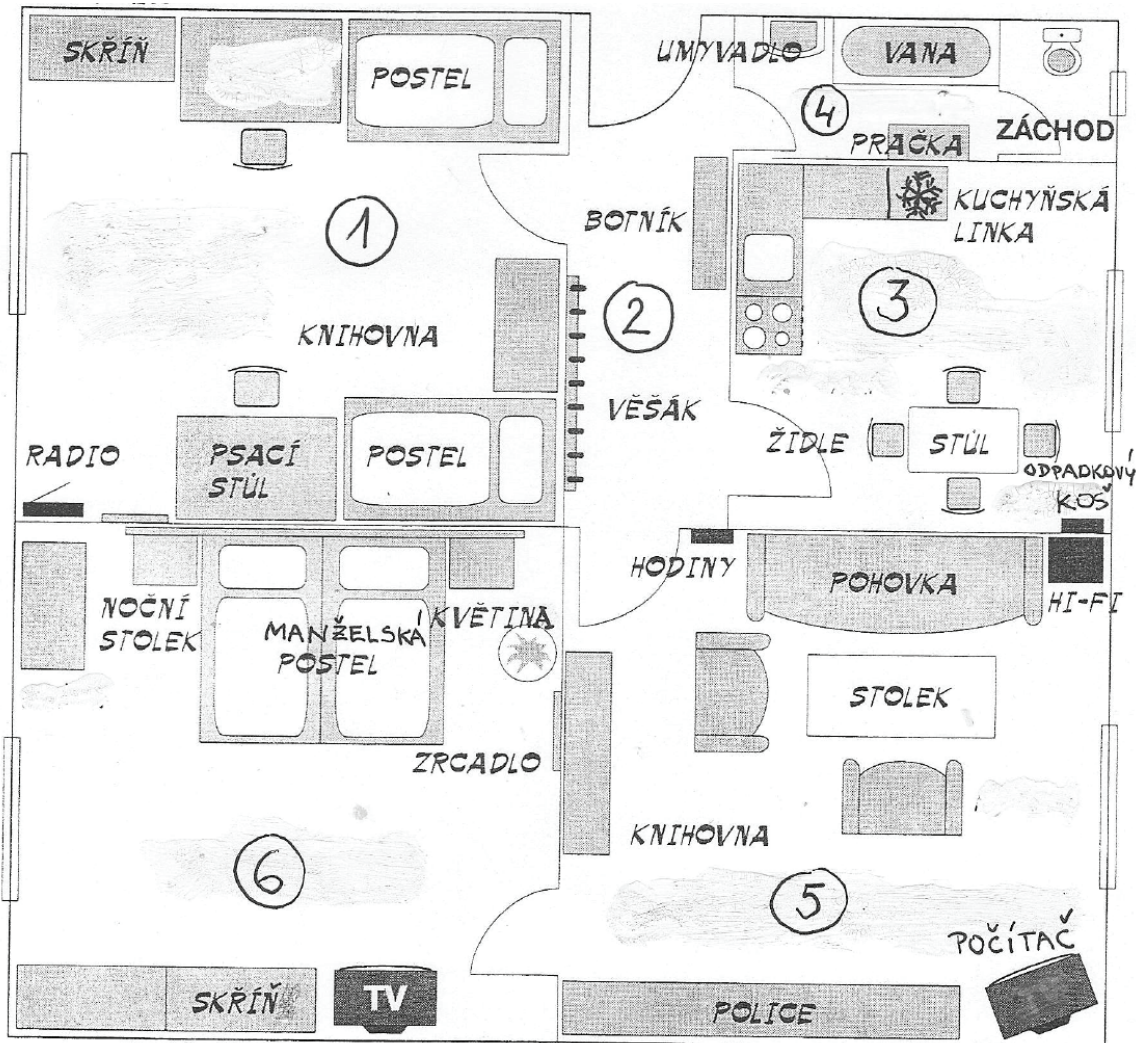 SKŘÍŇ
POSTEL
UMYVADLO
VANA
4
PRAČKA
ZÁCHOD
1
BOTNÍK
KUCHYŇSKÁ
LINKA
2
3
KNIHOVNA
VĚŠÁK
RADIO
PSACÍ
STŮL
POSTEL
ŽIDLE
STŮL
ODPADKOVÝ
KOŠ
HODINY
POHOVKA
HI-FI
NOČNÍ
STOLEK
MANŽELSKÁ
POSTEL
KVĚTINA
STOLEK
ZRCADLO
KNIHOVNA
6
5
POČÍTAČ
SKŘÍŇ
TV
POLICE